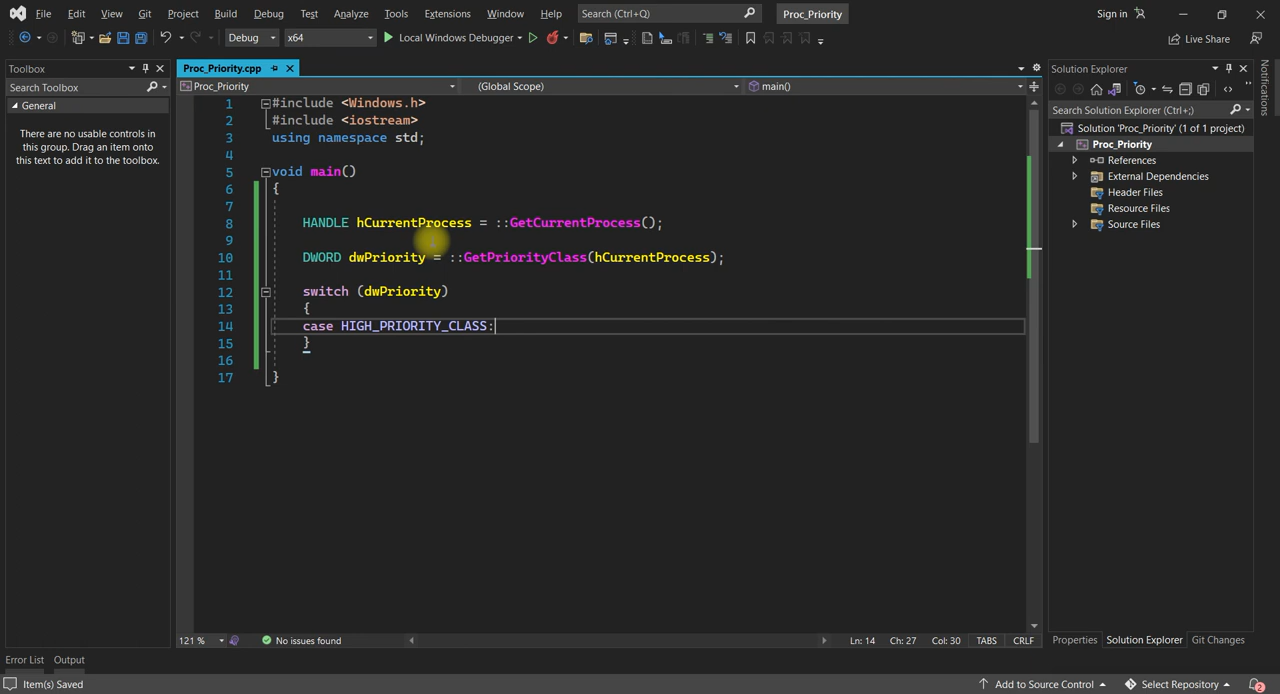 File Edit View Git Project Build Debug Test Analyze Tools Extensions Window Help Search (Ctrl+Q) Proc_Priority Sign in
Debug x64 Local Windows Debugger Live Share
Toolbox
Search Toolbox
General
There are no usable controls in
this group. Drag an item onto
this text to add it to the toolbox.
Proc_Priority.cpp
Proc_Priority (Global Scope) main()
1 #include <Windows.h>
2 #include <iostream>
3 using namespace std;
4
5 void main()
6 {
7
8 HANDLE hCurrentProcess = ::GetCurrentProcess();
9
10 DWORD dwPriority = ::GetPriorityClass(hCurrentProcess);
11
12 switch (dwPriority)
13 {
14 case HIGH_PRIORITY_CLASS:
15 }
16
17 }
121 % No issues found Ln: 14 Ch: 27 Col: 30 TABS CRLF
Solution Explorer
Search Solution Explorer (Ctrl+;)
Solution 'Proc_Priority' (1 of 1 project)
Proc_Priority
References
External Dependencies
Header Files
Resource Files
Source Files
Properties Solution Explorer Git Changes
Notifications
Error List Output
Item(s) Saved Add to Source Control Select Repository 2